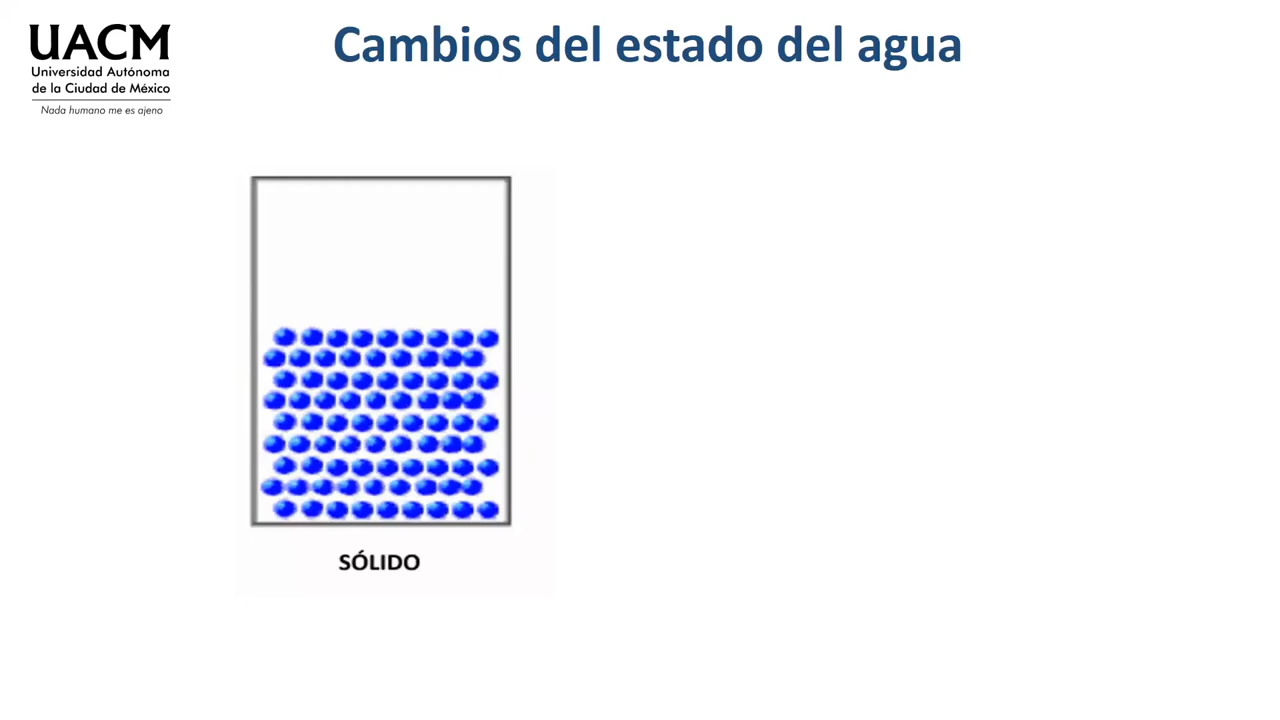 UACM
Universidad Autónoma
de la Ciudad de México
Nada humano me es ajeno
Cambios del estado del agua
SÓLIDO